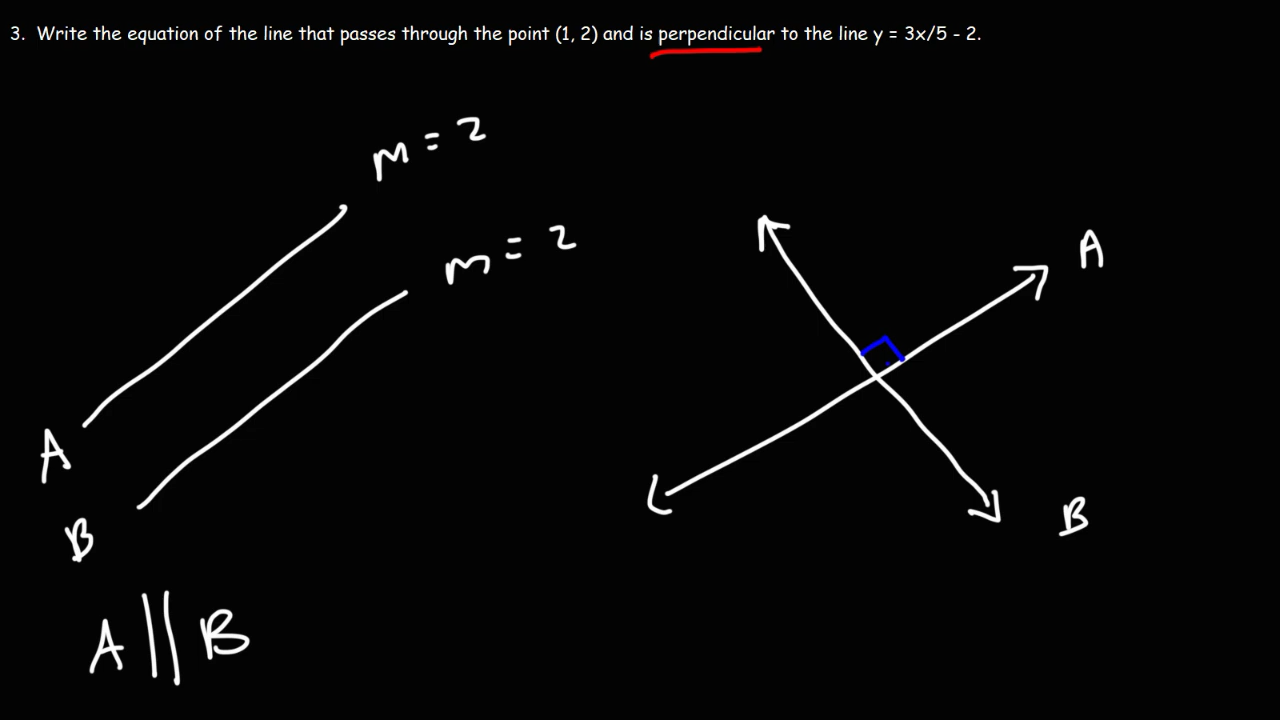 3. Write the equation of the line that passes through the point (1, 2) and is perpendicular to the line y = 3x/5 - 2.
m = 2
m = 2
A
A
B
B
A || B